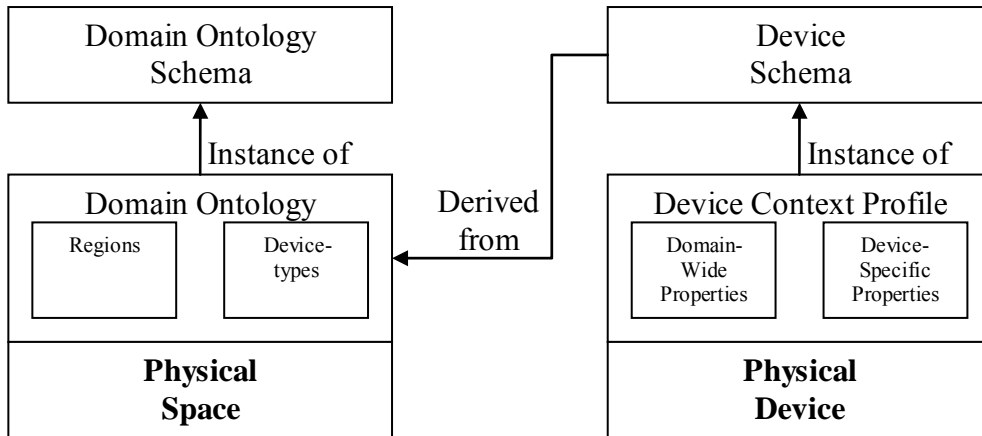 Domain Ontology
Schema
Device
Schema
Instance of
Instance of
Derived
from
Domain Ontology
Regions
Device-
types
Device Context Profile
Domain-
Wide
Properties
Device-
Specific
Properties
Physical
Space
Physical
Device